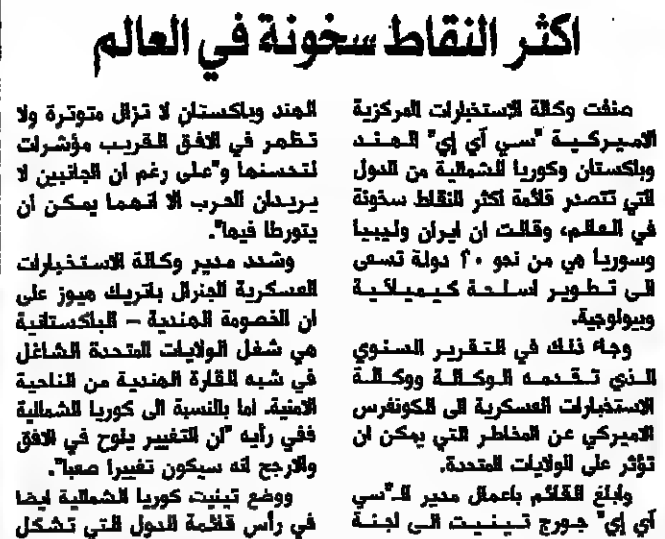 اكثر النقاط سخونة في العالم
صنفت وكالة الاستخبارات المركزية
الاميركية "سي آي إي" الهند
وباكستان وكوريا الشمالية من الدول
التي تتصدر قائمة اكثر النقاط سخونة
في العالم، وقالت ان ايران وليبيا
وسوريا هي من نحو ٢٠ دولة تسعى
الى تطوير اسلحة كيميائية
وبيولوجية.
وجاء ذلك في التقرير السنوي
الذي تقدمه الوكالة ووكالة
الاستخبارات العسكرية الى الكونغرس
الاميركي عن المخاطر التي يمكن ان
تؤثر على الولايات المتحدة.
وابلغ القائم باعمال مدير الـ"سي
آي إي" جورج تينيت الى لجنة
الهند وباكستان لا تزال متوترة ولا
تظهر في الافق القريب مؤشرات
لتحسنها و"على رغم ان الجانبين لا
يريدان الحرب الا انهما يمكن ان
يتورطا فيها".
وشدد مدير وكالة الاستخبارات
العسكرية الجنرال باتريك هيوز على
ان الخصومة الهندية – الباكستانية
هي شغل الولايات المتحدة الشاغل
في شبه القارة الهندية من الناحية
الامنية. اما بالنسبة الى كوريا الشمالية
ففي رأيه "ان التغيير يلوح في الافق
والارجح انه سيكون تغييرا صعبا".
ووضع تينيت كوريا الشمالية ايضا
في رأس قائمة الدول التي تشكل